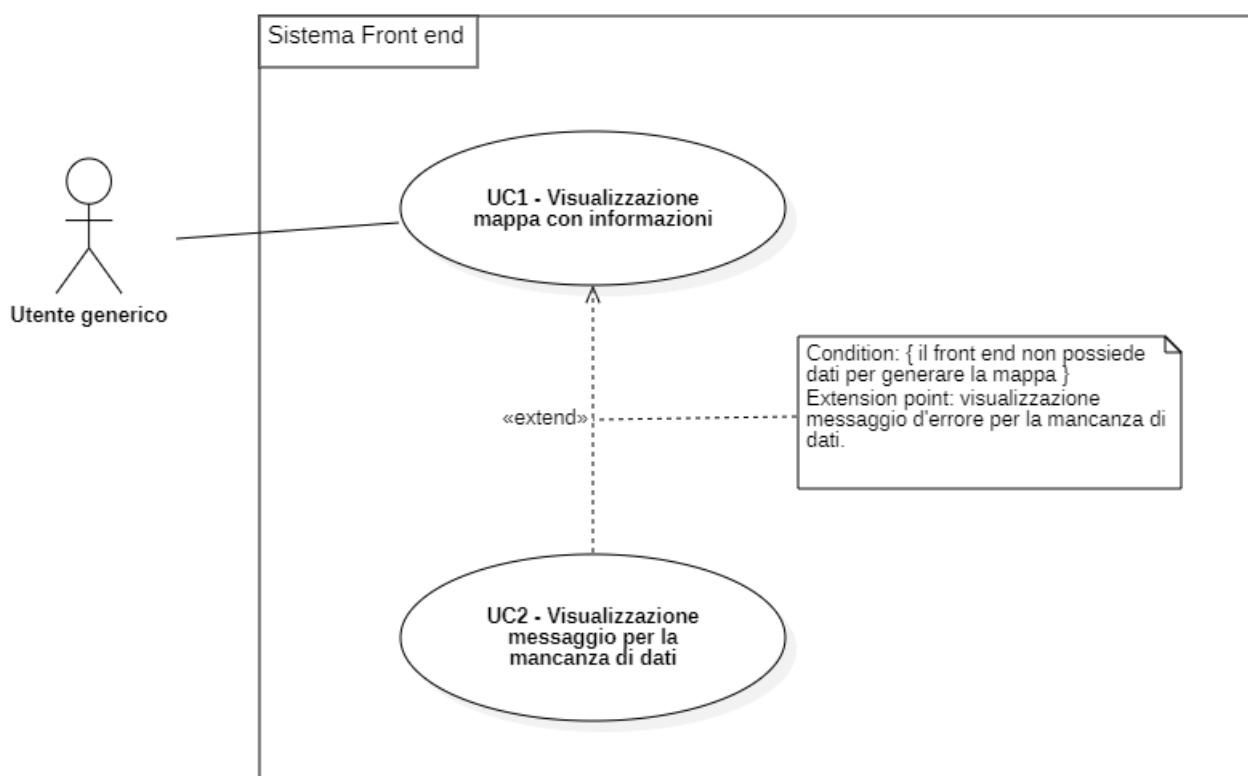 Sistema Front end
UC1 - Visualizzazione
mappa con informazioni
Utente generico
Condition: { il front end non possiede
dati per generare la mappa }
Extension point: visualizzazione
messaggio d'errore per la mancanza di
dati.
«extend»
UC2 - Visualizzazione
messaggio per la
mancanza di dati